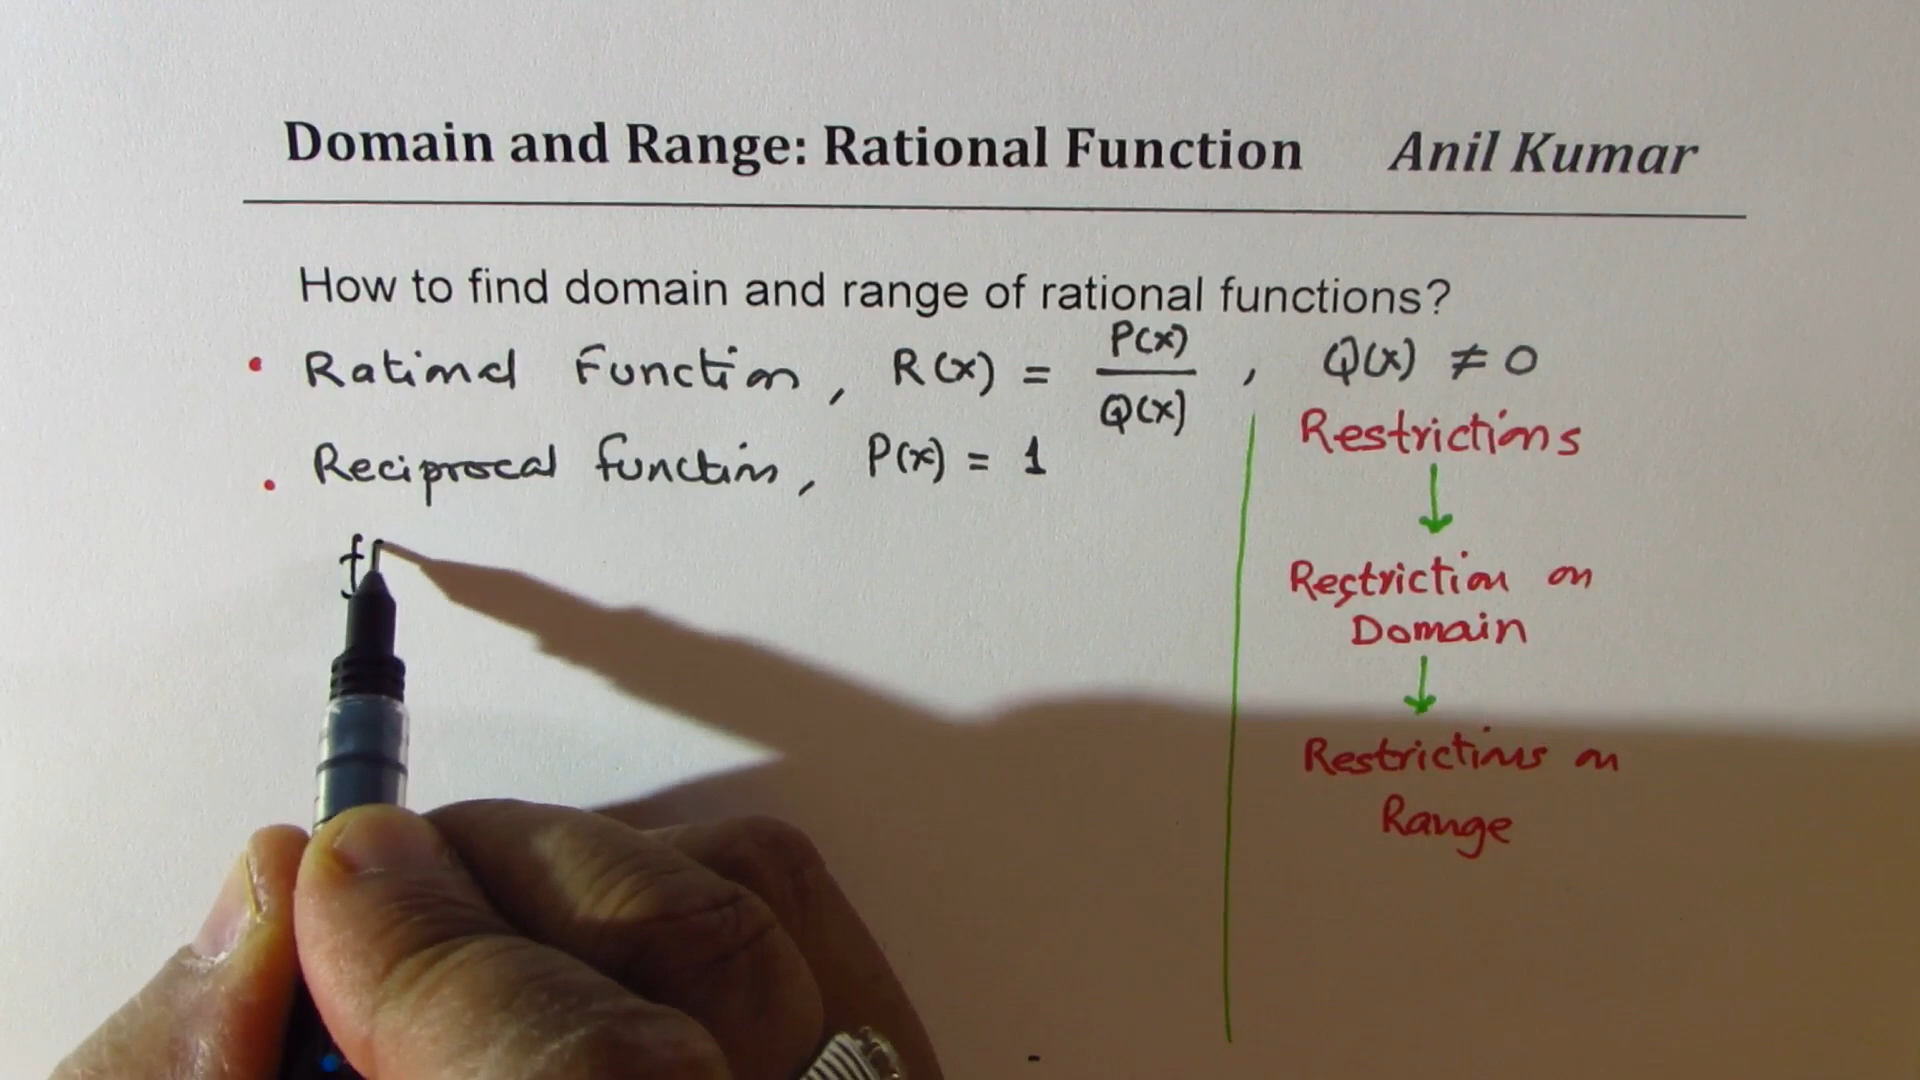 Domain and Range: Rational Function Anil Kumar
How to find domain and range of rational functions?
• Rational Function, R(x) = P(x)/Q(x), Q(x) ≠ 0
• Reciprocal function, P(x) = 1
f(
Restrictions
↓
Restriction on
Domain
↓
Restrictions on
Range